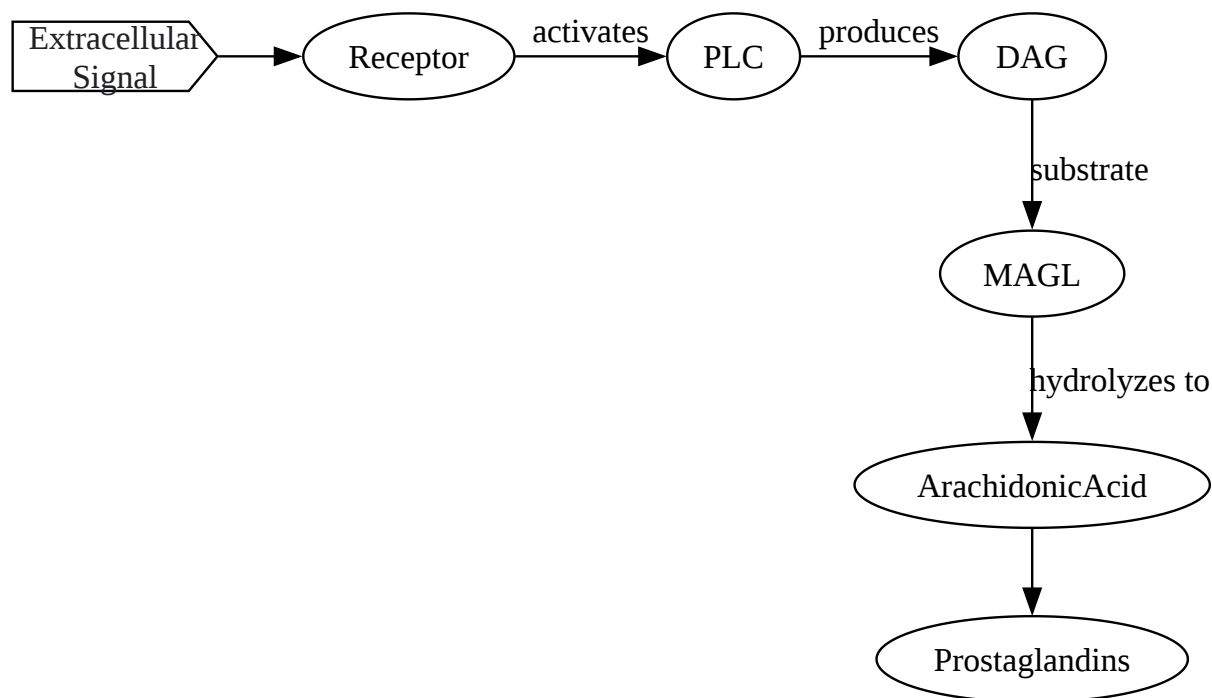 Extracellular
Signal
Receptor
activates
PLC
produces
DAG
substrate
MAGL
hydrolyzes to
ArachidonicAcid
Prostaglandins